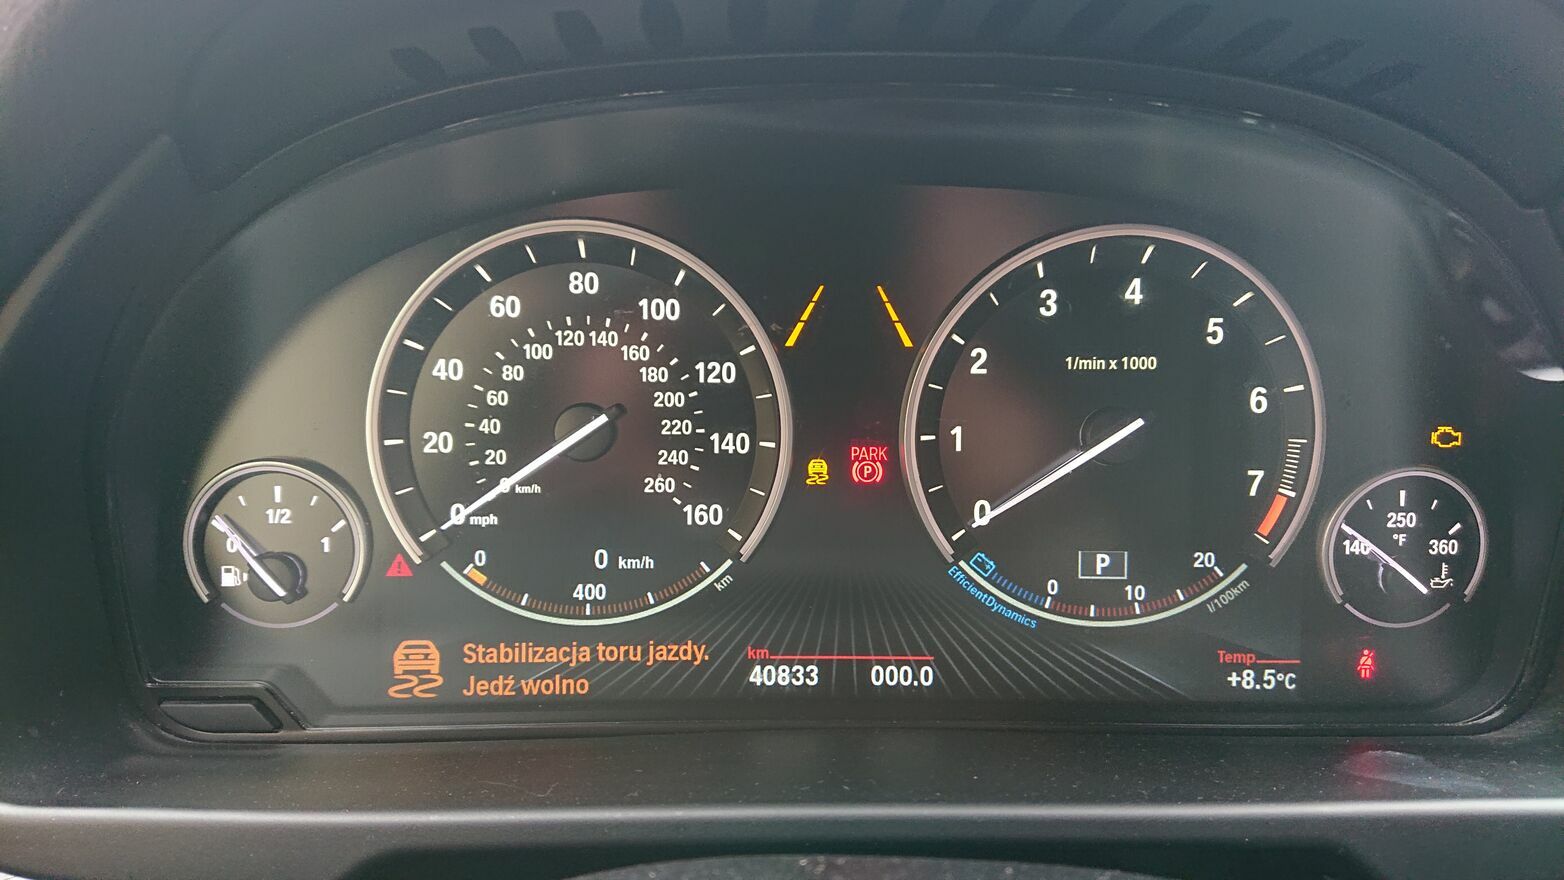 0 1/2 1
20 40 60 80 100 120 140 160
0 mph
20 40 60 80 100 120 140 160 180 200 220 240 260
0 km/h
0 km/h
0 400 km
PARK
P
0 1 2 3 4 5 6 7
1/min x 1000
P
0 10 20
l/100km
EfficientDynamics
140 250 360
°F
Stabilizacja toru jazdy.
Jedź wolno
km
40833 000.0
Temp
+8.5°C